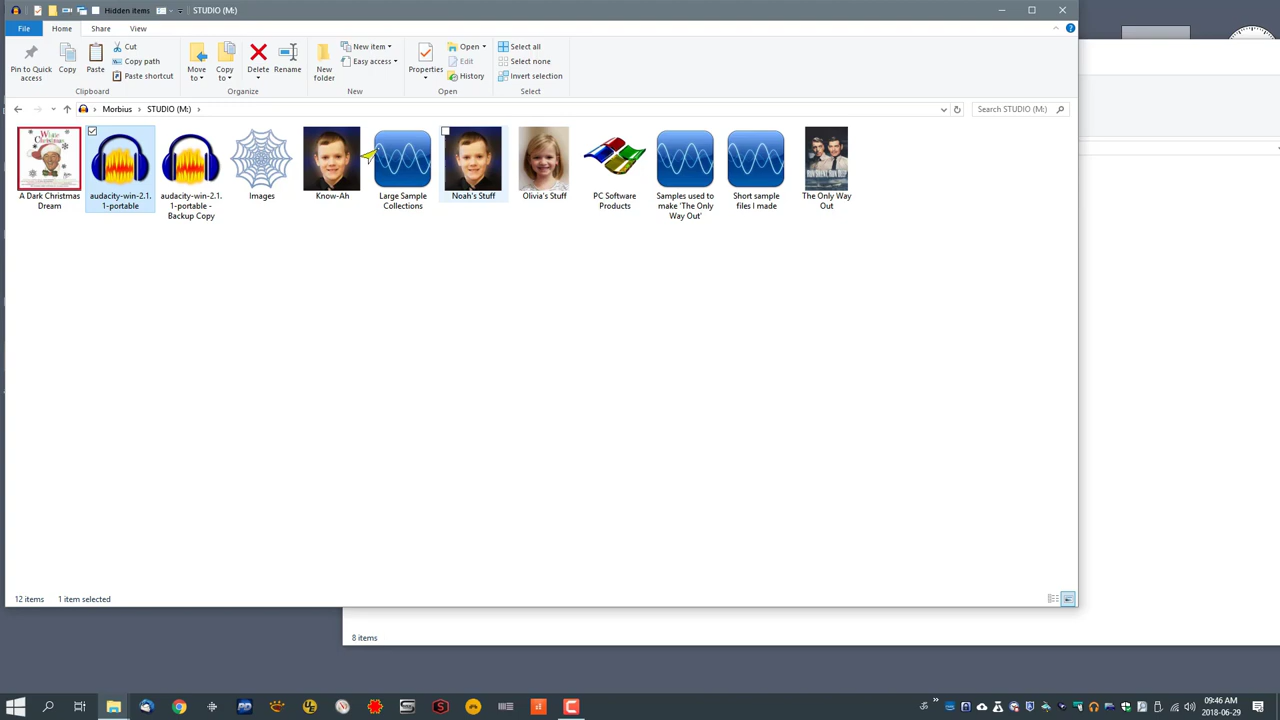 Hidden items
STUDIO (M:)
File
Home
Share
View
Pin to Quick
access
Copy
Paste
Cut
Copy path
Paste shortcut
Move
to
Copy
to
Delete
Rename
New
folder
New item
Easy access
Properties
Open
Edit
History
Select all
Select none
Invert selection
Clipboard
Organize
New
Open
Select
Morbius
STUDIO (M:)
Search STUDIO (M:)
White
Christmas
A Dark Christmas
Dream
audacity-win-2.1.
1-portable
audacity-win-2.1.
1-portable -
Backup Copy
Images
Know-Ah
Large Sample
Collections
Noah's Stuff
Olivia's Stuff
PC Software
Products
Samples used to
make 'The Only
Way Out'
Short sample
files I made
The Only Way
Out
12 items
1 item selected
8 items
09:46 AM
2018-06-29